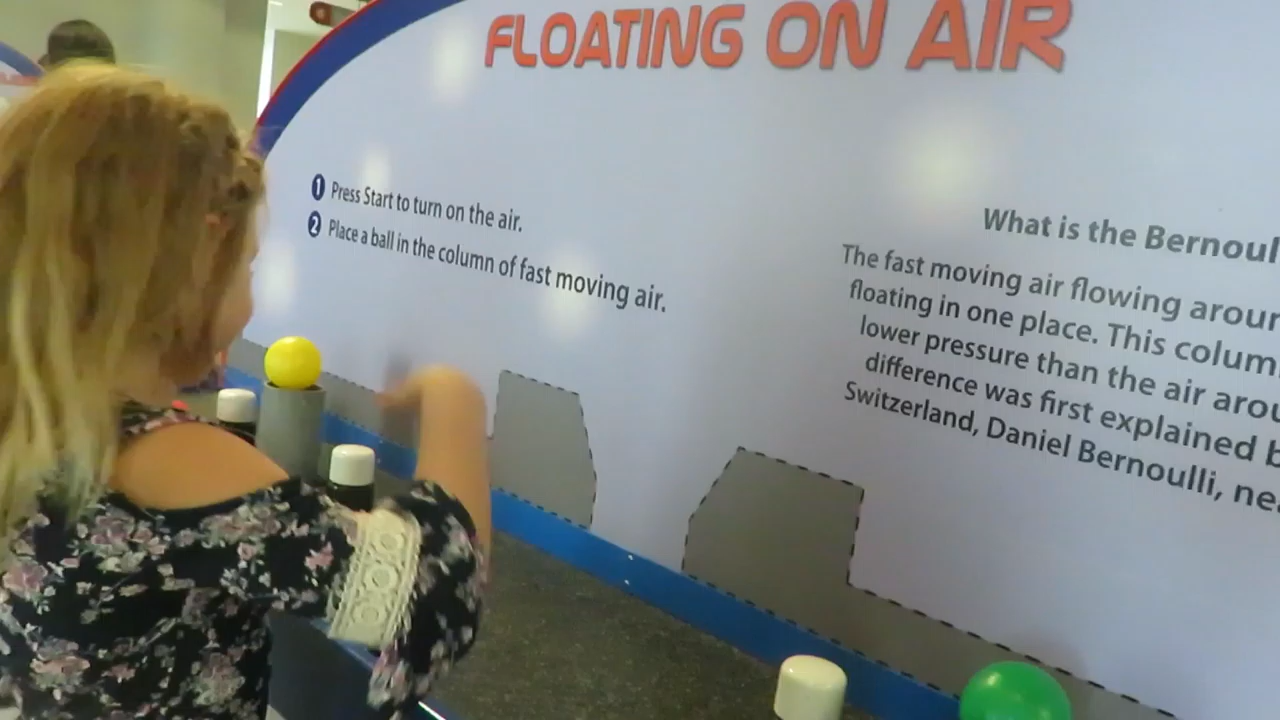 FLOATING ON AIR
1 Press Start to turn on the air.
2 Place a ball in the column of fast moving air.
What is the Bernoul
The fast moving air flowing arour
floating in one place. This colum
lower pressure than the air arou
difference was first explained b
Switzerland, Daniel Bernoulli, ne